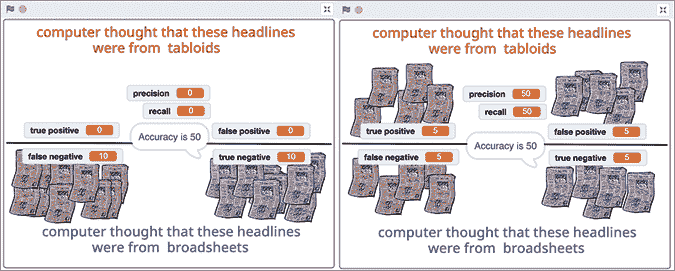 computer thought that these headlines
were from tabloids
precision 0
recall 0
true positive 0
false positive 0
Accuracy is 50
false negative 10
true negative 10
computer thought that these headlines
were from broadsheets
computer thought that these headlines
were from tabloids
precision 50
recall 50
true positive 5
false positive 5
Accuracy is 50
false negative 5
true negative 5
computer thought that these headlines
were from broadsheets